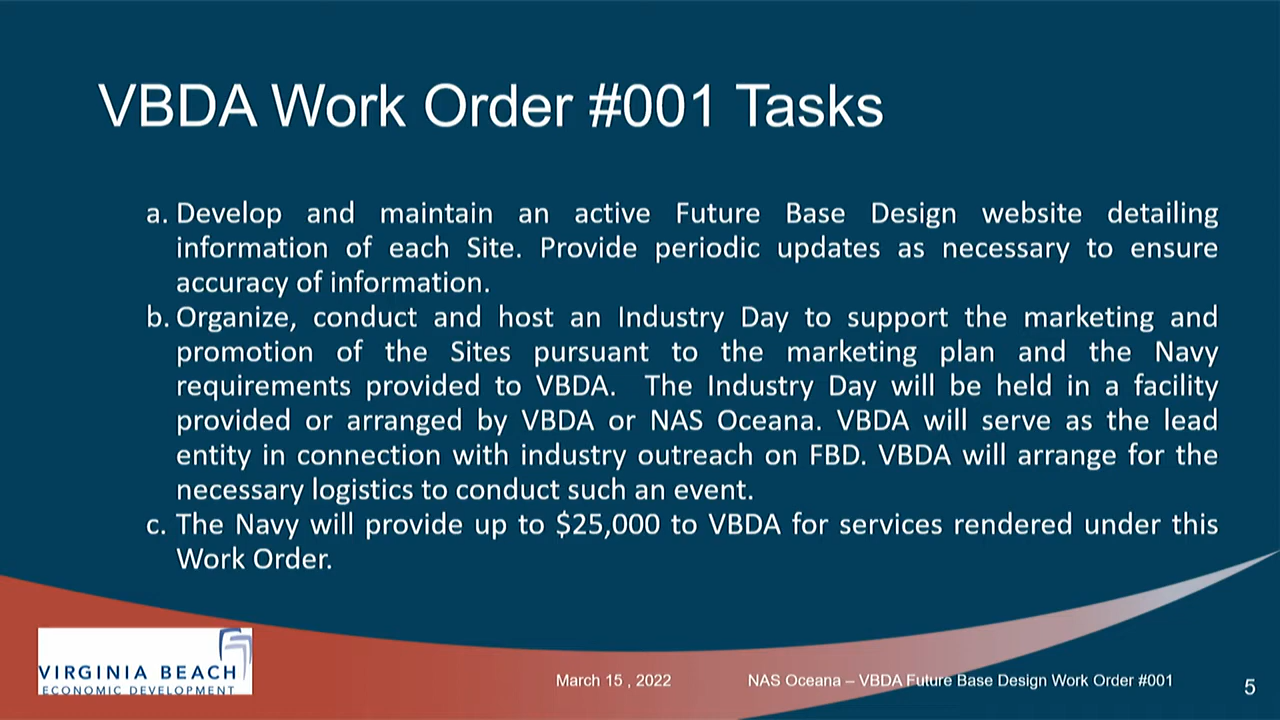 VBDA Work Order #001 Tasks
a. Develop and maintain an active Future Base Design website detailing
information of each Site. Provide periodic updates as necessary to ensure
accuracy of information.
b. Organize, conduct and host an Industry Day to support the marketing and
promotion of the Sites pursuant to the marketing plan and the Navy
requirements provided to VBDA. The Industry Day will be held in a facility
provided or arranged by VBDA or NAS Oceana. VBDA will serve as the lead
entity in connection with industry outreach on FBD. VBDA will arrange for the
necessary logistics to conduct such an event.
c. The Navy will provide up to $25,000 to VBDA for services rendered under this
Work Order.
VIRGINIA BEACH
ECONOMIC DEVELOPMENT
March 15 , 2022
NAS Oceana – VBDA Future Base Design Work Order #001
5